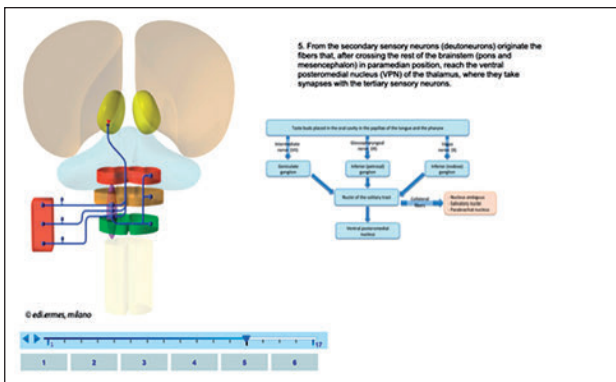 5. From the secondary sensory neurons (deutoneurons) originate the
fibers that, after crossing the rest of the brainstem (pons and
mesencephalon) in paramedian position, reach the ventral
posteromedial nucleus (VPN) of the thalamus, where they take
synapses with the tertiary sensory neurons.
Taste buds placed in the oral cavity in the papillae of the tongue and the pharynx
Intermediate
nerve (VII)
Glossopharyngeal
nerve (IX)
Vagus
nerve (X)
Geniculate
ganglion
Inferior (petrosal)
ganglion
Inferior (nodose)
ganglion
Nuclei of the solitary tract
Collateral
fibers
- Nucleus ambiguus
- Salivatory nuclei
- Parabrachial nucleus
Ventral posteromedial
nucleus
© edi.ermes, milano
1
17
1 2 3 4 5 6